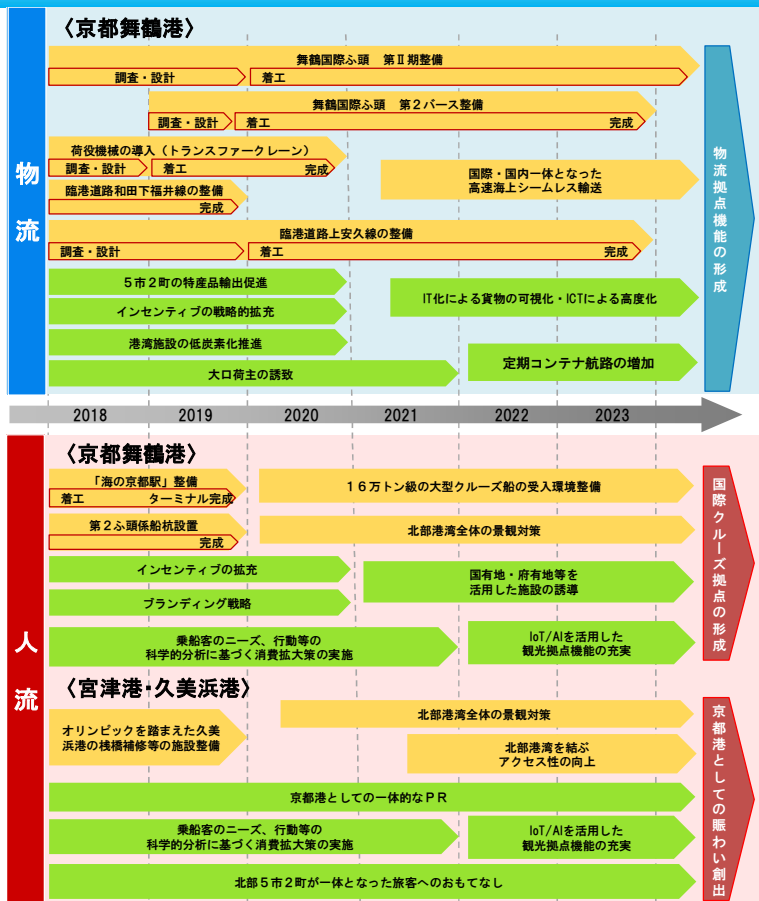 〈京都舞鶴港〉
物流
舞鶴国際ふ頭　第Ⅱ期整備
調査・設計
着工
舞鶴国際ふ頭　第２バース整備
調査・設計
着工
完成
荷役機械の導入（トランスファークレーン）
調査・設計
着工
完成
国際・国内一体となった
高速海上シームレス輸送
臨港道路和田下福井線の整備
完成
臨港道路上安久線の整備
調査・設計
着工
完成
５市２町の特産品輸出促進
インセンティブの戦略的拡充
IT化による貨物の可視化・ICTによる高度化
港湾施設の低炭素化推進
大口荷主の誘致
定期コンテナ航路の増加
物流拠点機能の形成
2018 2019 2020 2021 2022 2023
人流
〈京都舞鶴港〉
「海の京都駅」整備
着工
ターミナル完成
１６万トン級の大型クルーズ船の受入環境整備
第２ふ頭係船杭設置
完成
北部港湾全体の景観対策
インセンティブの拡充
ブランディング戦略
国有地・府有地等を
活用した施設の誘導
乗船客のニーズ、行動等の
科学的分析に基づく消費拡大策の実施
IoT/AIを活用した
観光拠点機能の充実
国際クルーズ拠点の形成
〈宮津港・久美浜港〉
オリンピックを踏まえた久美
浜港の桟橋補修等の施設整備
北部港湾全体の景観対策
北部港湾を結ぶ
アクセス性の向上
京都港としての一体的なＰＲ
乗船客のニーズ、行動等の
科学的分析に基づく消費拡大策の実施
IoT/AIを活用した
観光拠点機能の充実
北部５市２町が一体となった旅客へのおもてなし
京都港としての賑わい創出